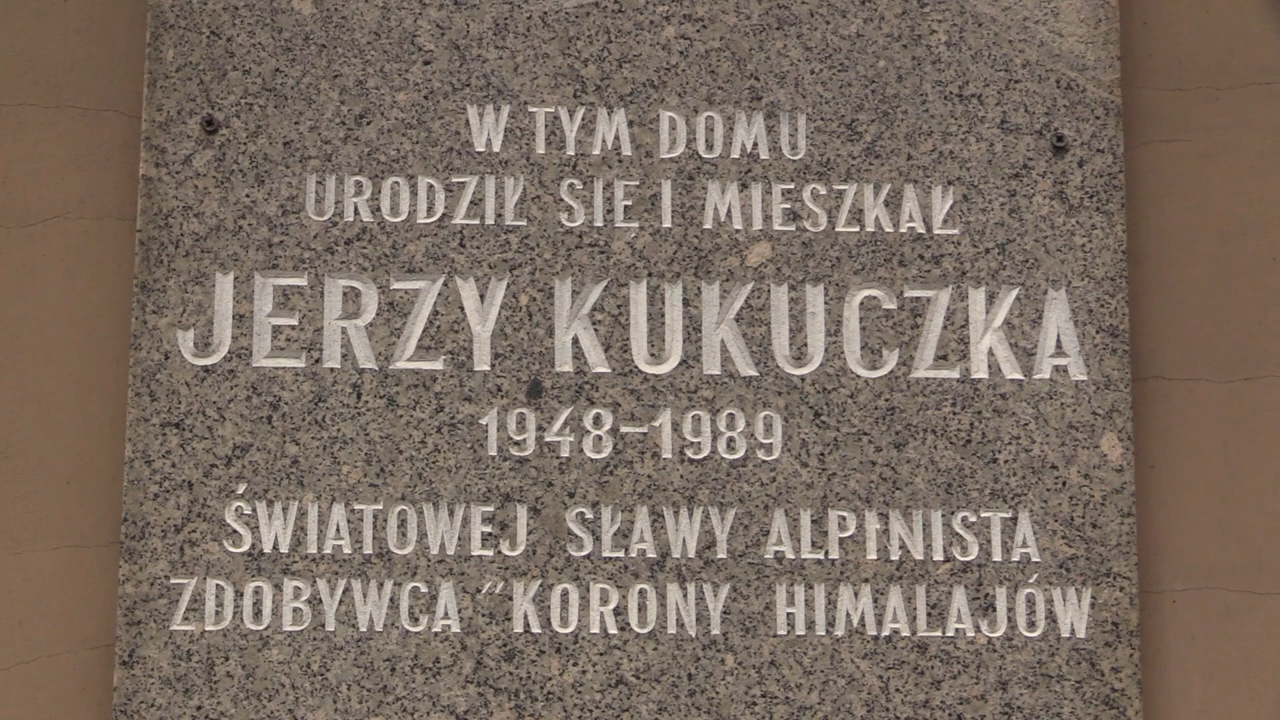 W TYM DOMU
URODZIŁ SIĘ I MIESZKAŁ
JERZY KUKUCZKA
1948-1989
ŚWIATOWEJ SŁAWY ALPINISTA
ZDOBYWCA "KORONY HIMALAJÓW